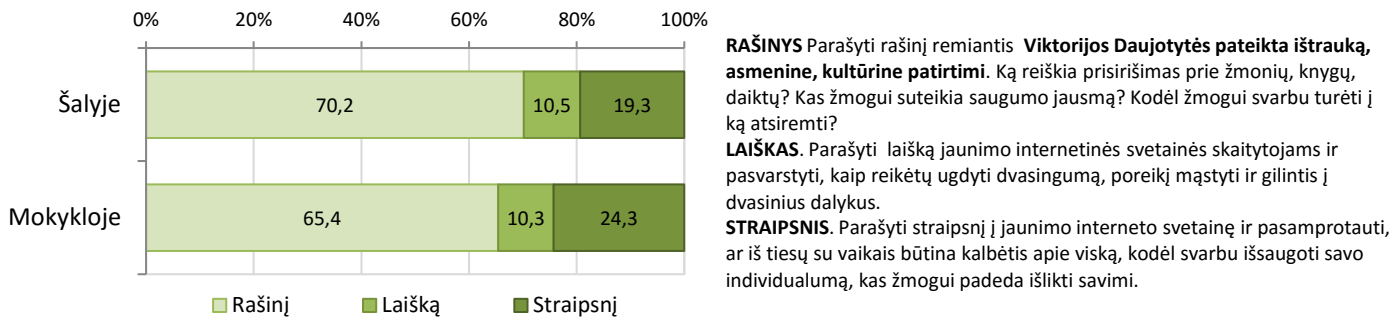 0% 20% 40% 60% 80% 100%
Šalyje 70,2 10,5 19,3
Mokykloje 65,4 10,3 24,3
Rašinį Laišką Straipsnį
RAŠINYS Parašyti rašinį remiantis Viktorijos Daujotytės pateikta ištrauką,
asmenine, kultūrine patirtimi. Ką reiškia prisirišimas prie žmonių, knygų,
daiktų? Kas žmogui suteikia saugumo jausmą? Kodėl žmogui svarbu turėti į
ką atsiremti?
LAIŠKAS. Parašyti laišką jaunimo internetinės svetainės skaitytojams ir
pasvarstyti, kaip reikėtų ugdyti dvasingumą, poreikį mąstyti ir gilintis į
dvasinius dalykus.
STRAIPSNIS. Parašyti straipsnį į jaunimo interneto svetainę ir pasamprotauti,
ar iš tiesų su vaikais būtina kalbėtis apie viską, kodėl svarbu išsaugoti savo
individualumą, kas žmogui padeda išlikti savimi.